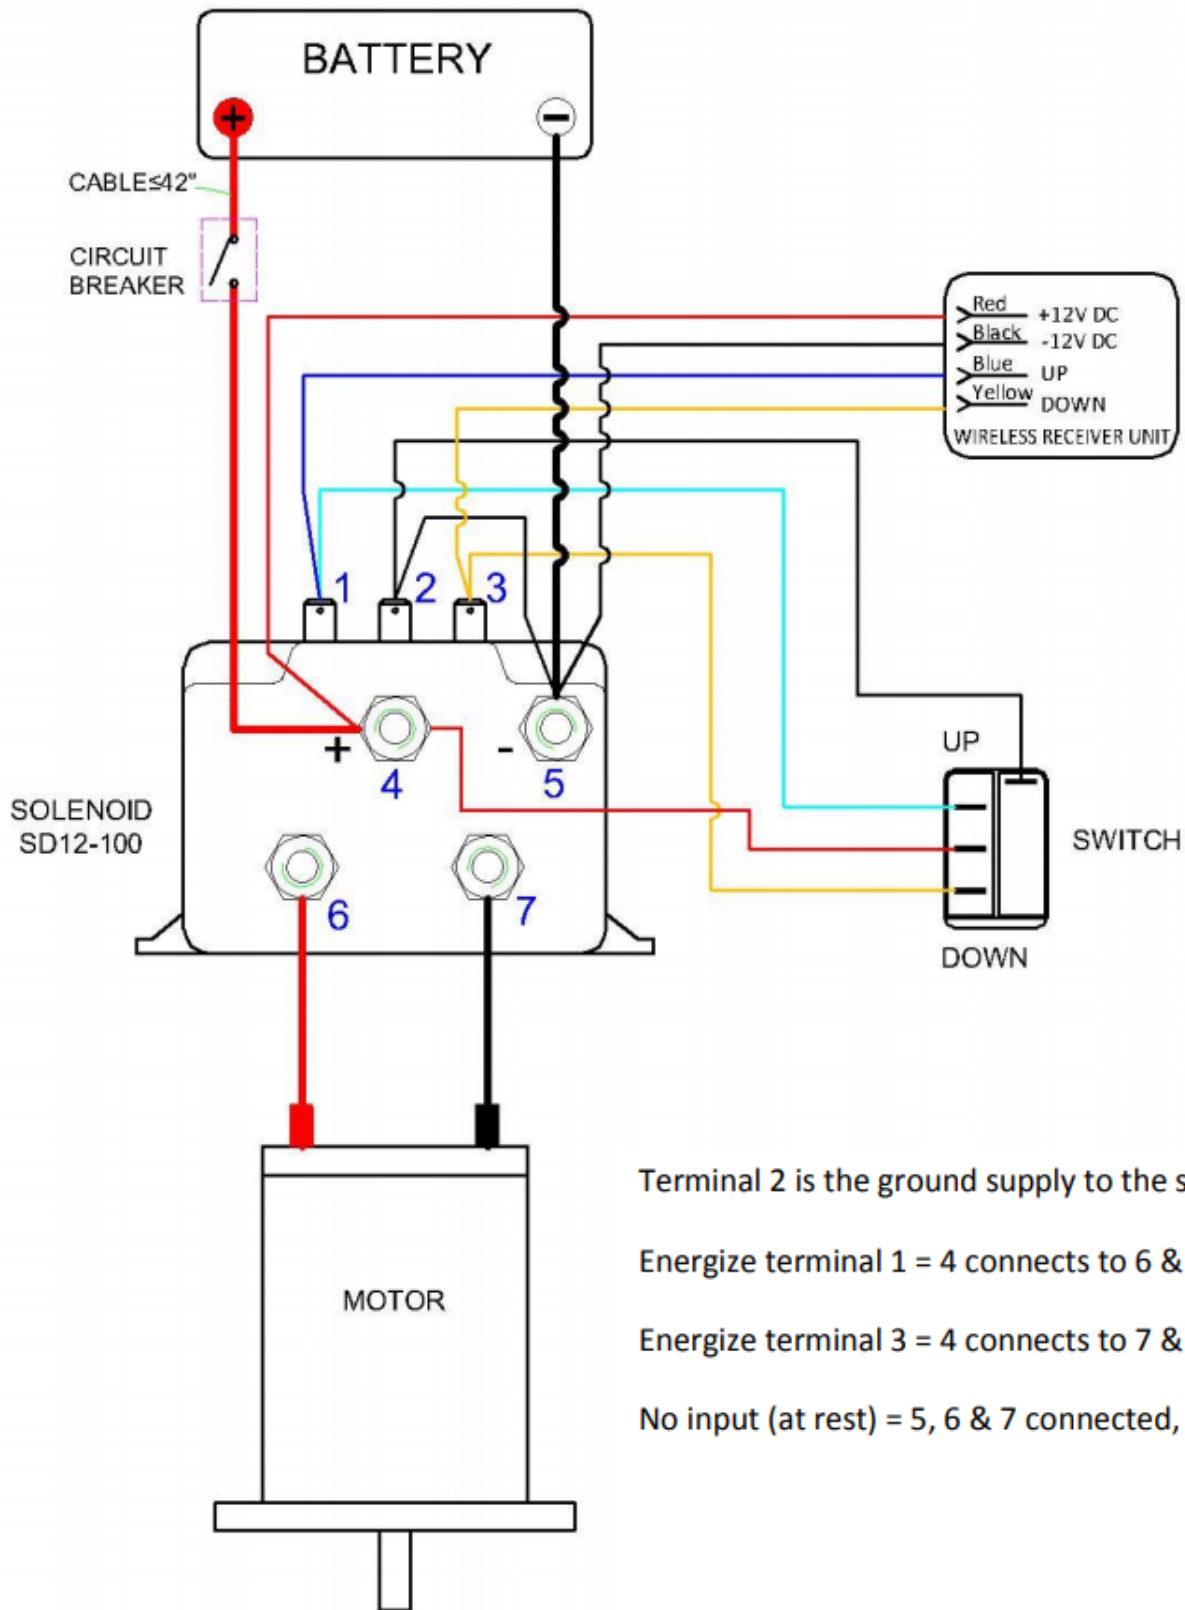 BATTERY
+
−
CABLE≤42"
CIRCUIT
BREAKER
Red +12V DC
Black -12V DC
Blue UP
Yellow DOWN
WIRELESS RECEIVER UNIT
1
2
3
+
4
-
5
SOLENOID
SD12-100
6
7
UP
SWITCH
DOWN
MOTOR
Terminal 2 is the ground supply to the
Energize terminal 1 = 4 connects to 6 &
Energize terminal 3 = 4 connects to 7 &
No input (at rest) = 5, 6 & 7 connected,